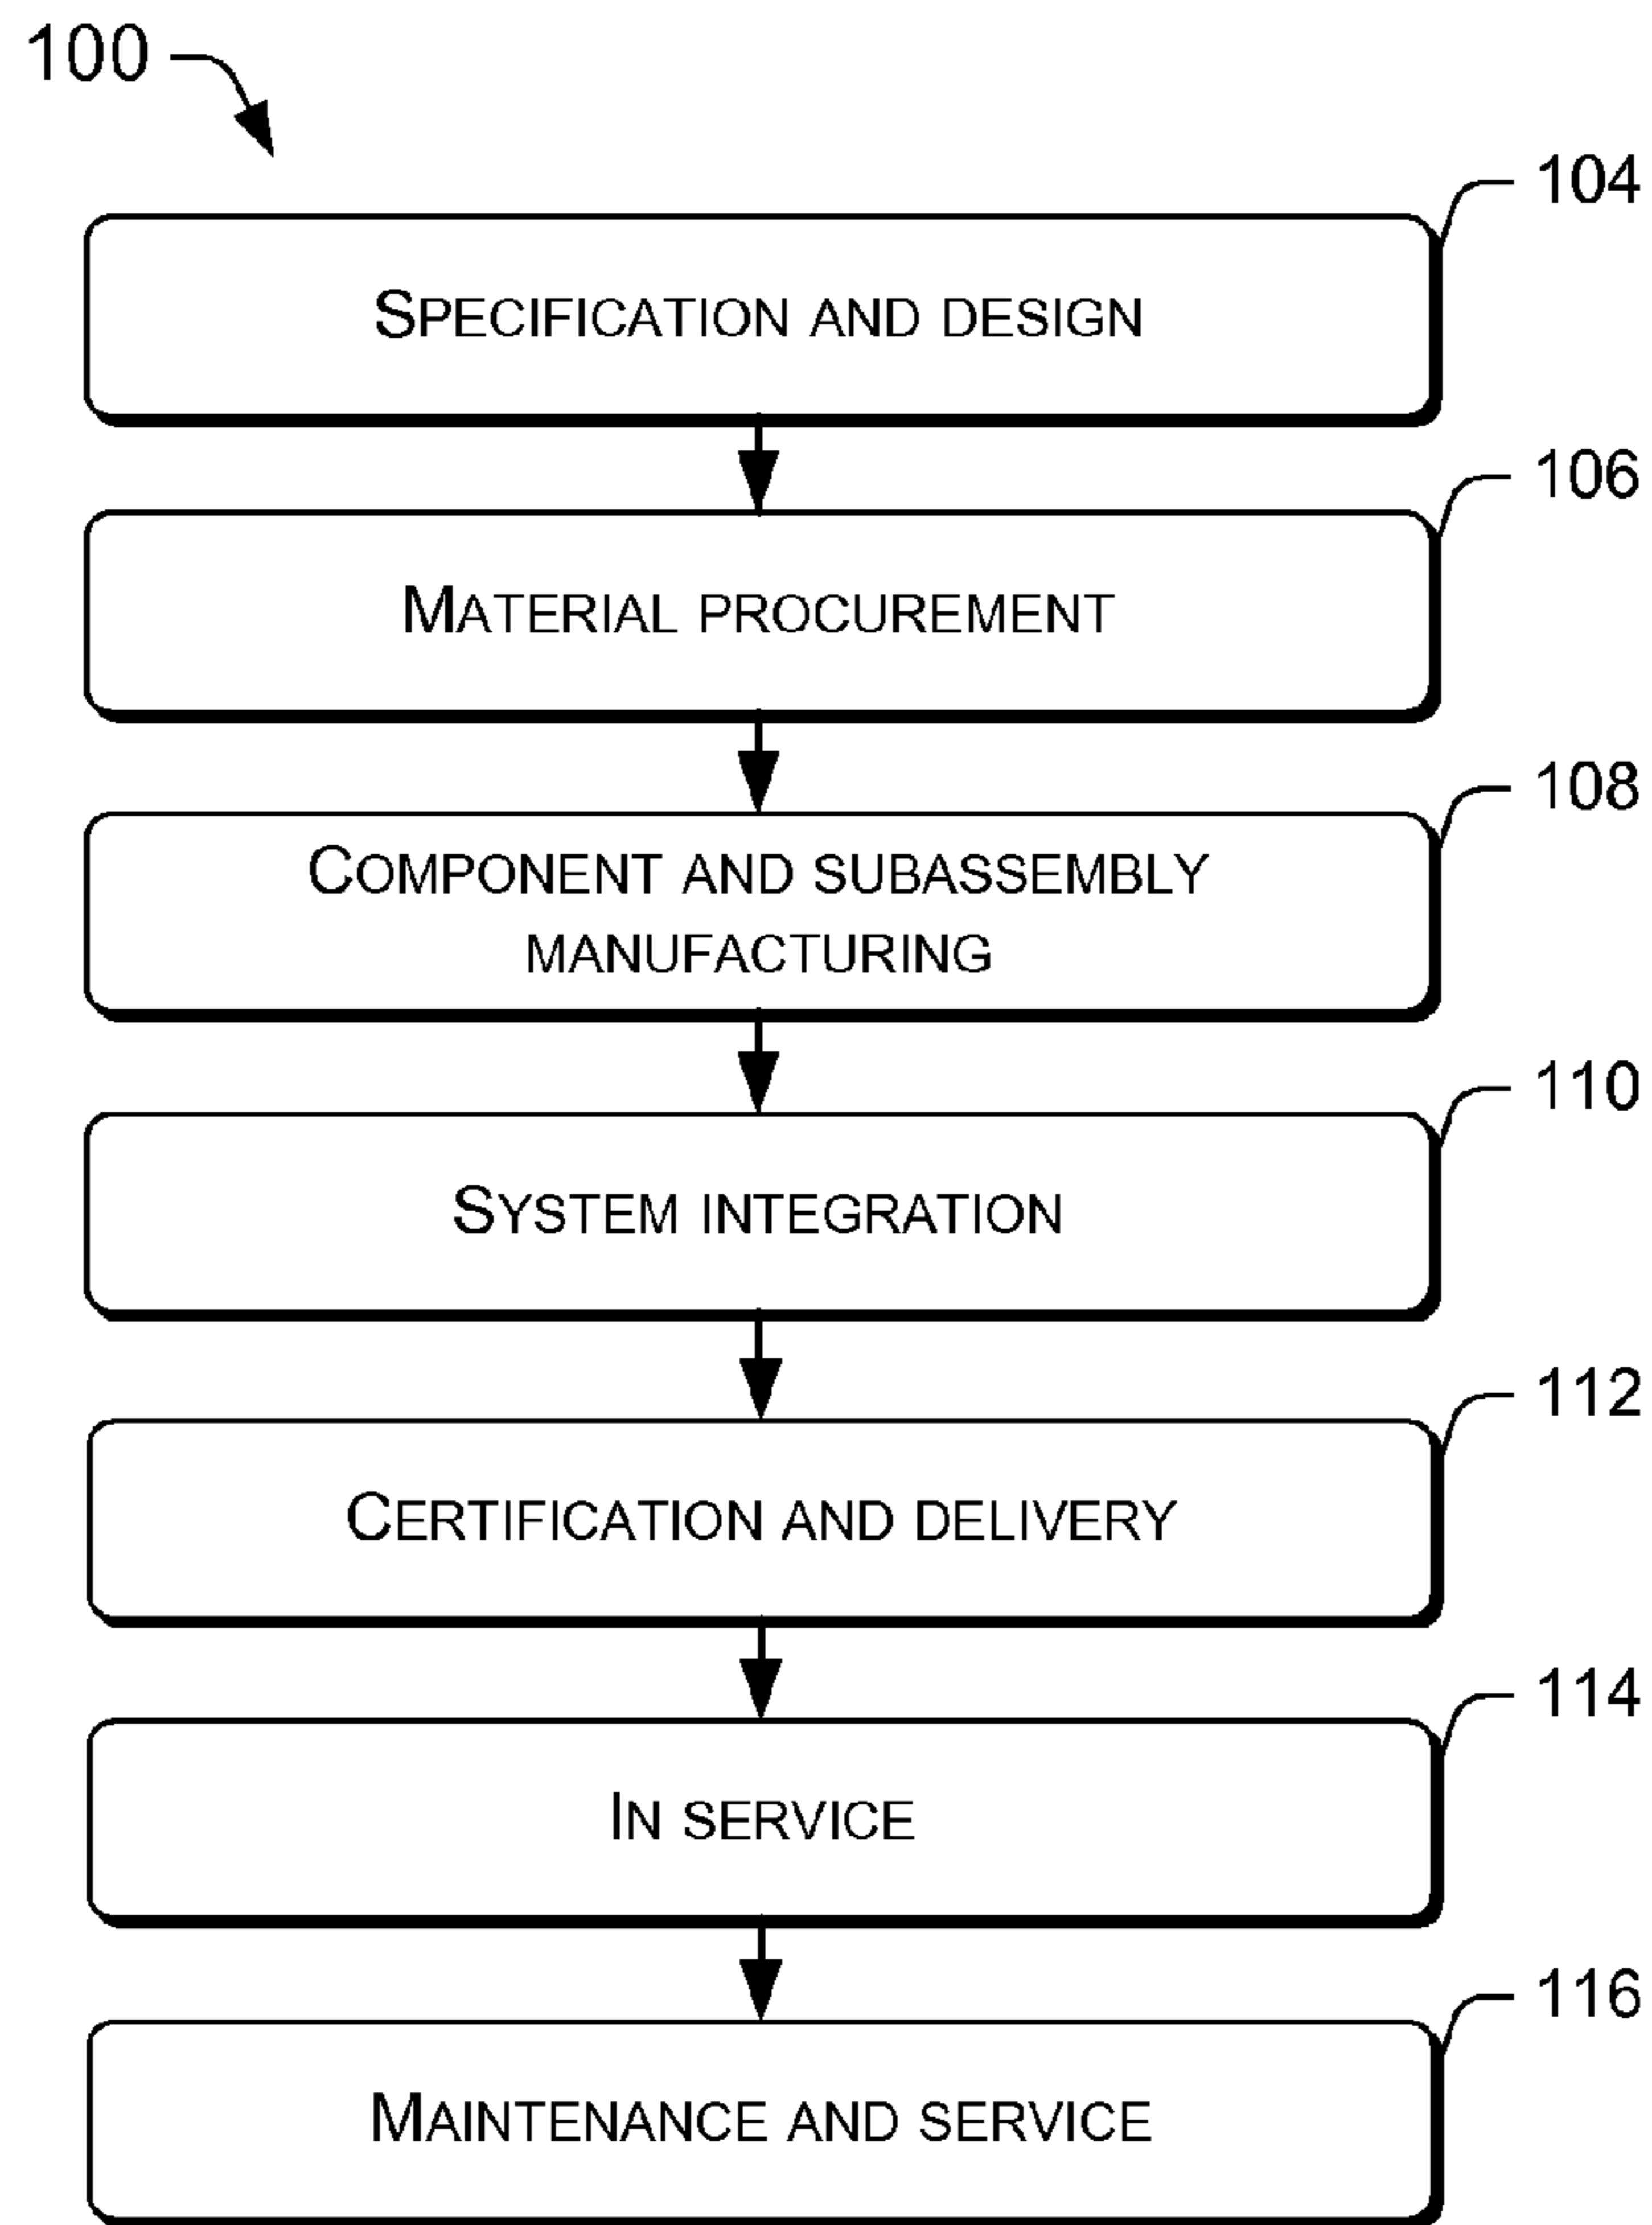 100
104
SPECIFICATION AND DESIGN
106
MATERIAL PROCUREMENT
108
COMPONENT AND SUBASSEMBLY
MANUFACTURING
110
SYSTEM INTEGRATION
112
CERTIFICATION AND DELIVERY
114
IN SERVICE
116
MAINTENANCE AND SERVICE